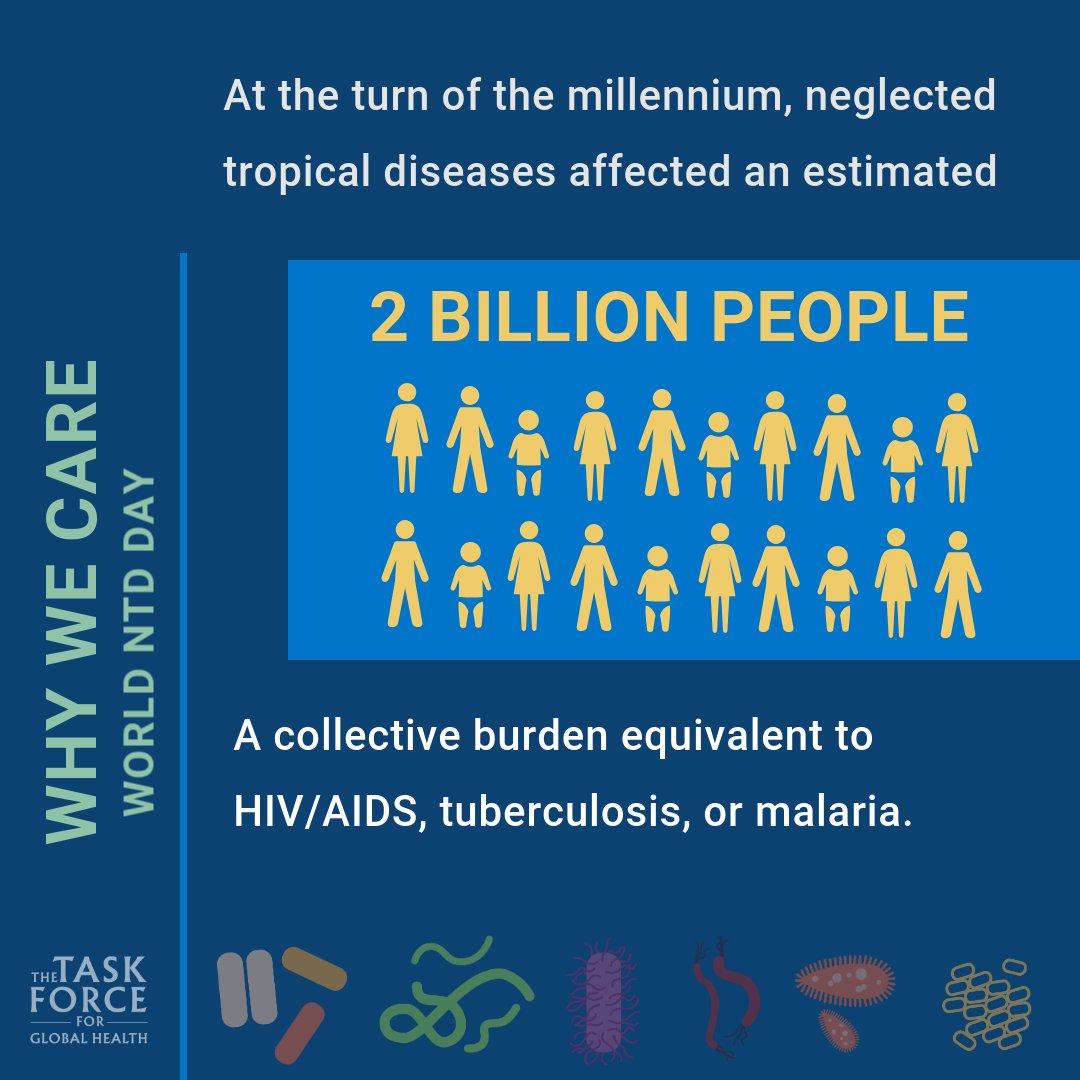 At the turn of the millennium, neglected
tropical diseases affected an estimated
2 BILLION PEOPLE
A collective burden equivalent to
HIV/AIDS, tuberculosis, or malaria.
WHY WE CARE
WORLD NTD DAY
THE TASK
FORCE
FOR
GLOBAL HEALTH